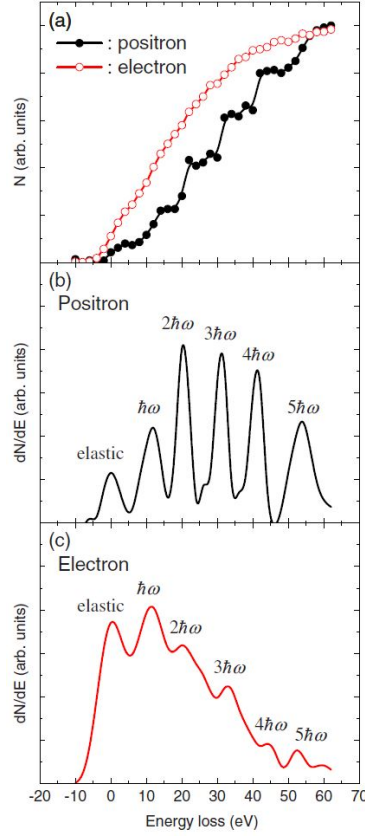 (a)
: positron
: electron
N (arb. units)
(b)
Positron
elastic
ħω
2ħω
3ħω
4ħω
5ħω
dN/dE (arb. units)
(c)
Electron
elastic
ħω
2ħω
3ħω
4ħω
5ħω
dN/dE (arb. units)
-20 -10 0 10 20 30 40 50 60 70
Energy loss (eV)